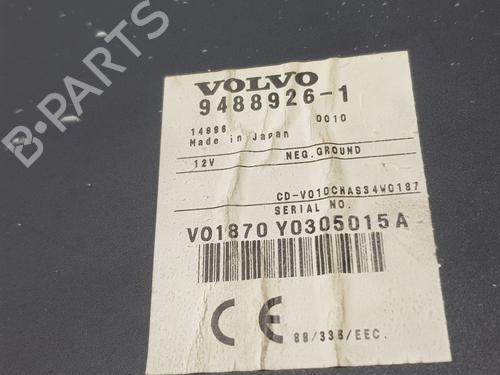 VOLVO
9488926-1
14996 0010
Made in Japan
12V NEG.GROUND
CD-V010CHAS34W0187
SERIAL NO.
V01870 Y0305015A
CE
89/336/EEC.
B-PARTS